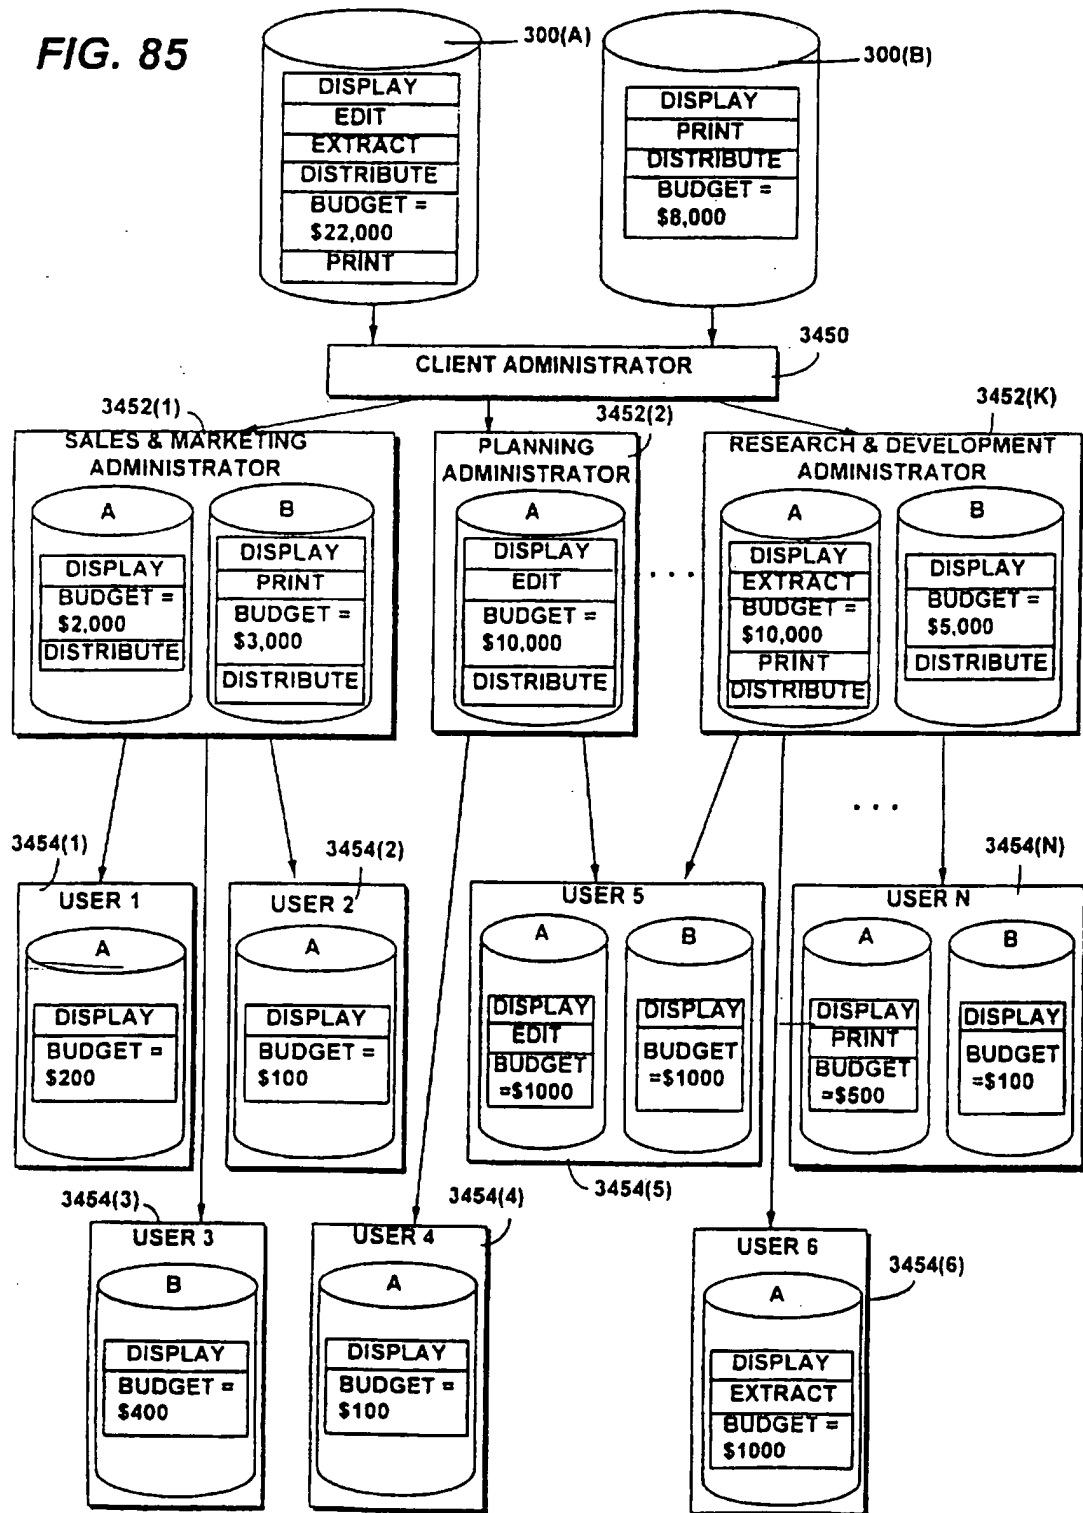 FIG. 85
300(A)
300(B)
DISPLAY
EDIT
EXTRACT
DISTRIBUTE
BUDGET =
$22,000
PRINT
DISPLAY
PRINT
DISTRIBUTE
BUDGET =
$8,000
3450
CLIENT ADMINISTRATOR
3452(1)
SALES & MARKETING
ADMINISTRATOR
A
DISPLAY
BUDGET =
$2,000
DISTRIBUTE
B
DISPLAY
PRINT
BUDGET =
$3,000
DISTRIBUTE
3452(2)
PLANNING
ADMINISTRATOR
A
DISPLAY
EDIT
BUDGET =
$10,000
DISTRIBUTE
. . .
3452(K)
RESEARCH & DEVELOPMENT
ADMINISTRATOR
A
DISPLAY
EXTRACT
BUDGET =
$10,000
PRINT
DISTRIBUTE
B
DISPLAY
BUDGET =
$5,000
DISTRIBUTE
. . .
3454(1)
USER 1
A
DISPLAY
BUDGET =
$200
3454(2)
USER 2
A
DISPLAY
BUDGET =
$100
USER 5
A
DISPLAY
EDIT
BUDGET
=$1000
B
DISPLAY
BUDGET
=$1000
3454(5)
3454(N)
USER N
A
DISPLAY
PRINT
BUDGET
=$500
B
DISPLAY
BUDGET
=$100
3454(3)
USER 3
B
DISPLAY
BUDGET =
$400
3454(4)
USER 4
A
DISPLAY
BUDGET =
$100
3454(6)
USER 6
A
DISPLAY
EXTRACT
BUDGET =
$1000